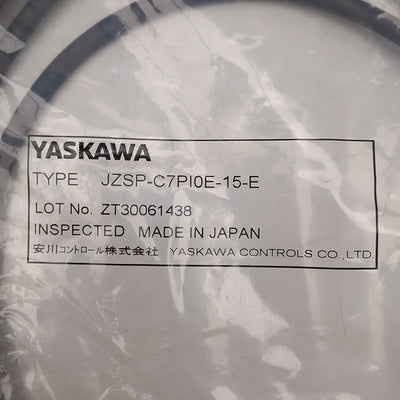 YASKAWA
TYPE JZSP-C7PI0E-15-E
LOT No. ZT30061438
INSPECTED MADE IN JAPAN
安川コントロール株式会社 YASKAWA CONTROLS CO.,LTD.